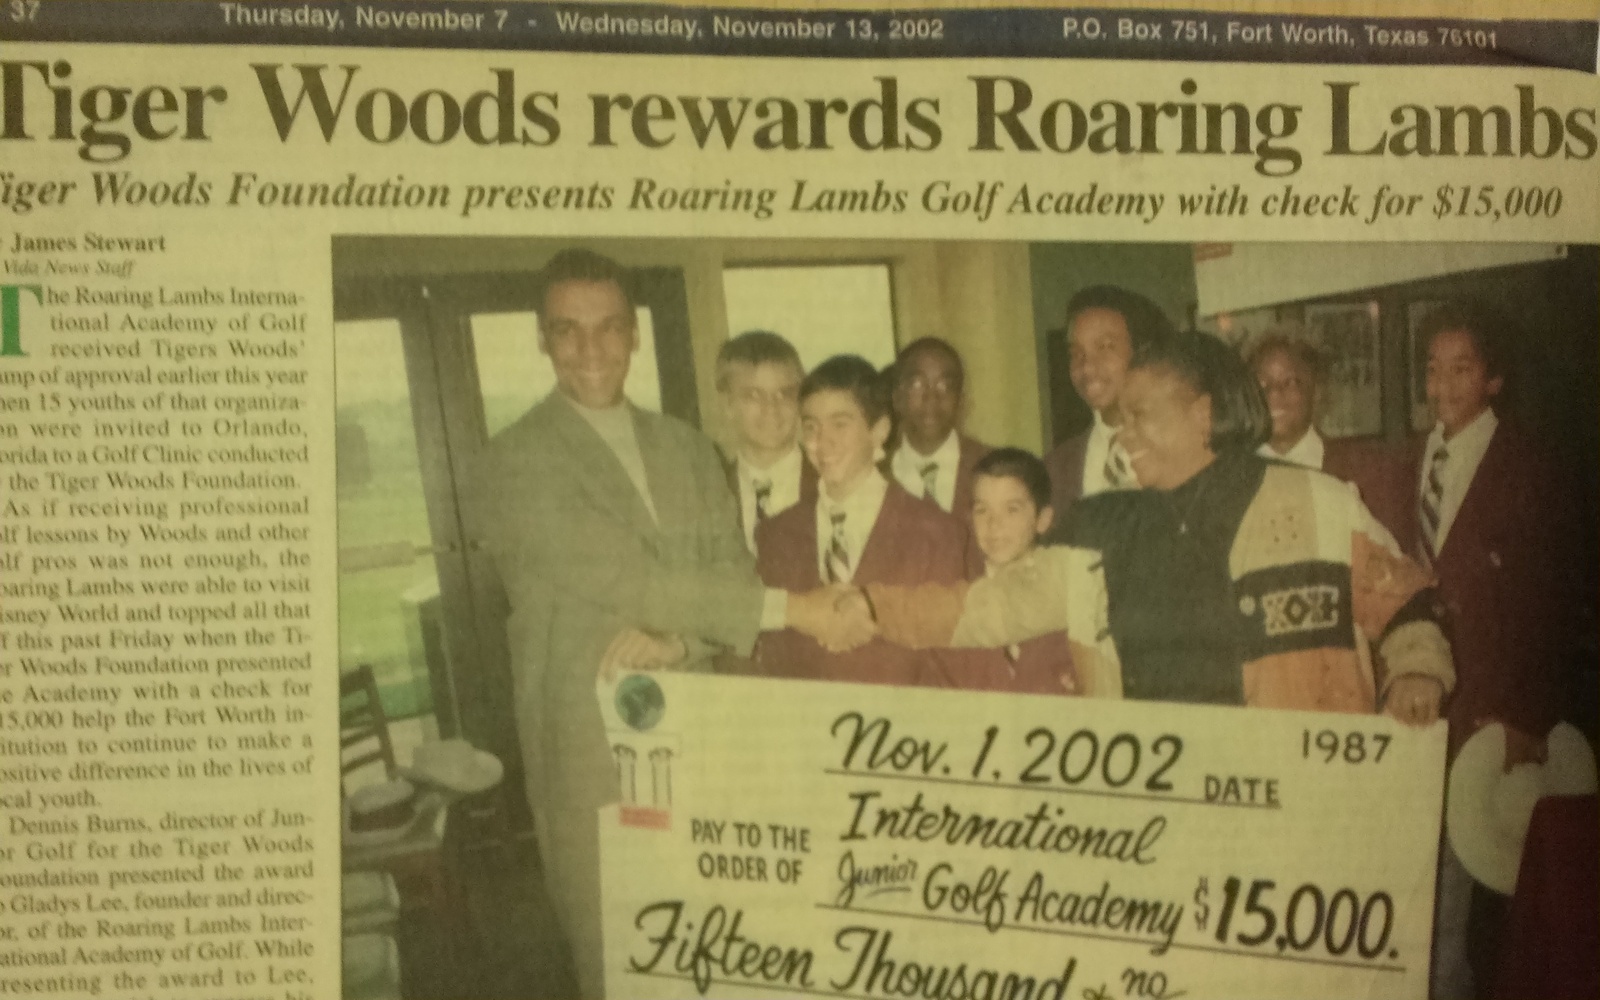 37
Thursday, November 7 - Wednesday, November 13, 2002
P.O. Box 751, Fort Worth, Texas 76101
Tiger Woods rewards Roaring Lambs
iger Woods Foundation presents Roaring Lambs Golf Academy with check for $15,000
James Stewart
Vida News Staff
The Roaring Lambs Interna-
tional Academy of Golf
received Tigers Woods'
amp of approval earlier this year
hen 15 youths of that organiza-
on were invited to Orlando,
orida to a Golf Clinic conducted
the Tiger Woods Foundation.
As if receiving professional
lf lessons by Woods and other
lf pros was not enough, the
oaring Lambs were able to visit
isney World and topped all that
f this past Friday when the Ti-
er Woods Foundation presented
e Academy with a check for
15,000 help the Fort Worth in-
itution to continue to make a
ositive difference in the lives of
cal youth.
Dennis Burns, director of Jun-
or Golf for the Tiger Woods
oundation presented the award
o Gladys Lee, founder and direc-
or, of the Roaring Lambs Inter-
ational Academy of Golf. While
resenting the award to Lee,
Nov. 1, 2002 DATE
1987
PAY TO THE
ORDER OF
International
Junior Golf Academy $15,000.
Fifteen Thousand & no